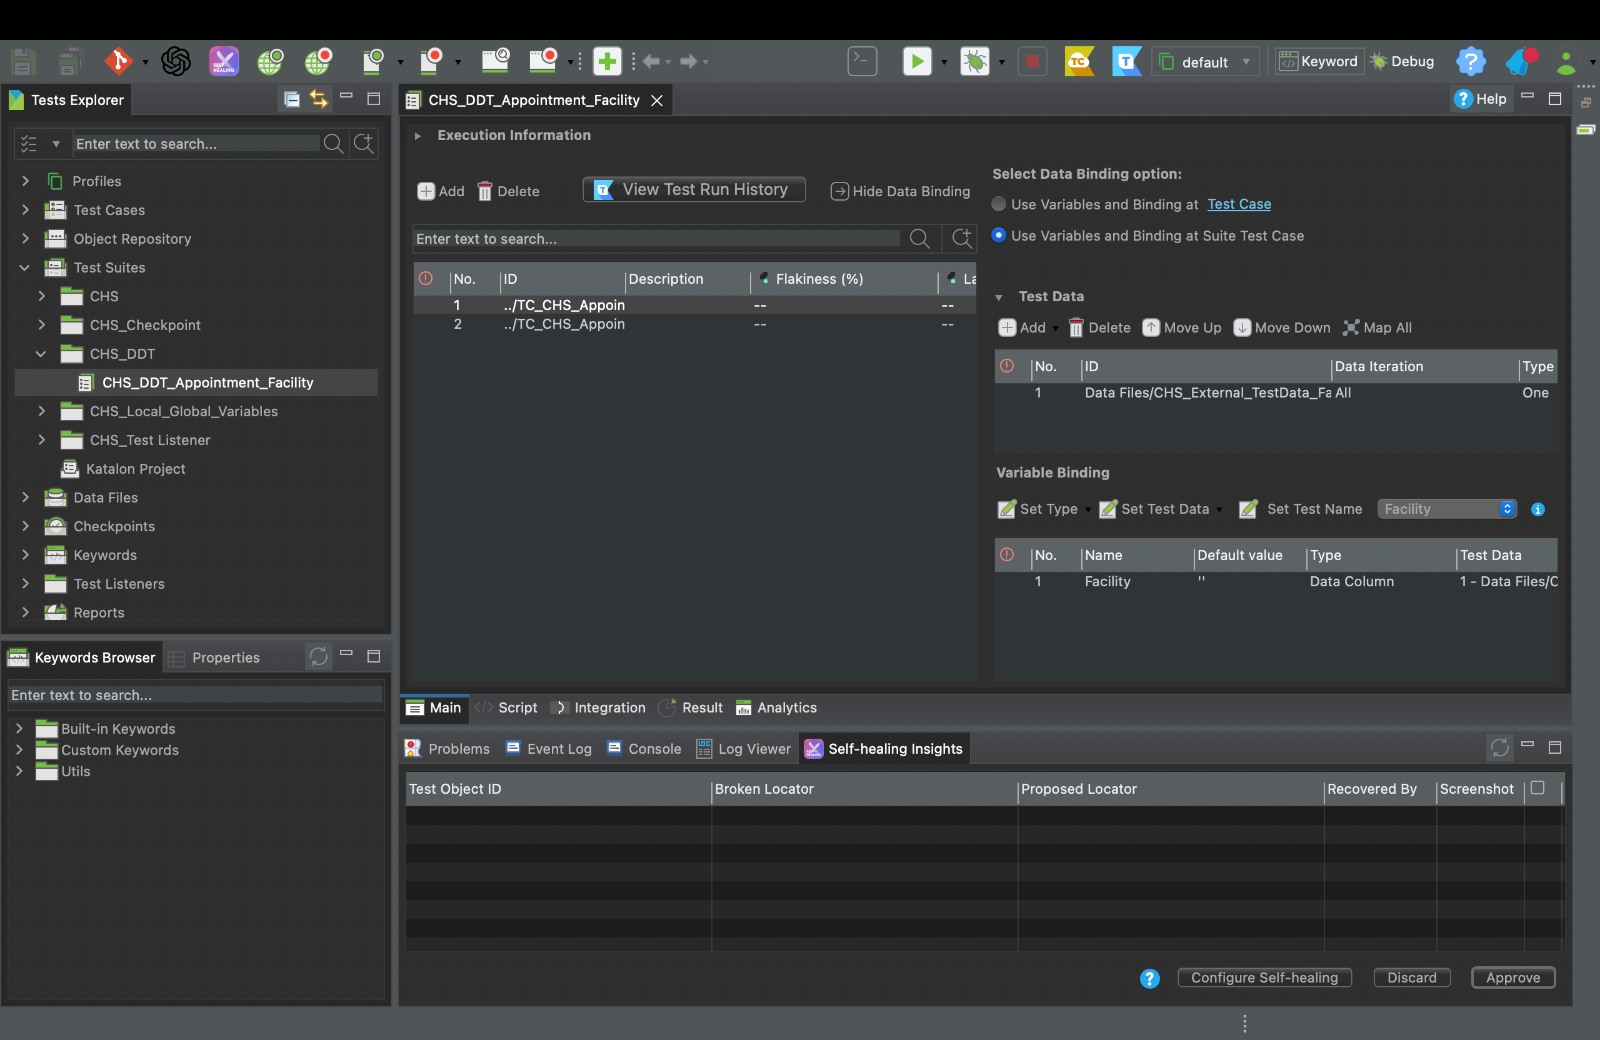 SELF HEALING
TC
T
default
Keyword
Debug
Tests Explorer
Enter text to search...
Profiles
Test Cases
Object Repository
Test Suites
CHS
CHS_Checkpoint
CHS_DDT
CHS_DDT_Appointment_Facility
CHS_Local_Global_Variables
CHS_Test Listener
Katalon Project
Data Files
Checkpoints
Keywords
Test Listeners
Reports
Keywords Browser
Properties
Enter text to search...
Built-in Keywords
Custom Keywords
Utils
CHS_DDT_Appointment_Facility
Help
Execution Information
Add
Delete
View Test Run History
Hide Data Binding
Enter text to search...
No. ID Description Flakiness (%) La
1 ../TC_CHS_Appoin -- --
2 ../TC_CHS_Appoin -- --
Select Data Binding option:
Use Variables and Binding at Test Case
Use Variables and Binding at Suite Test Case
Test Data
Add Delete Move Up Move Down Map All
No. ID Data Iteration Type
1 Data Files/CHS_External_TestData_Fa All One
Variable Binding
Set Type Set Test Data Set Test Name Facility
No. Name Default value Type Test Data
1 Facility '' Data Column 1 - Data Files/C
Main Script Integration Result Analytics
Problems Event Log Console Log Viewer Self-healing Insights
Test Object ID Broken Locator Proposed Locator Recovered By Screenshot
Configure Self-healing Discard Approve